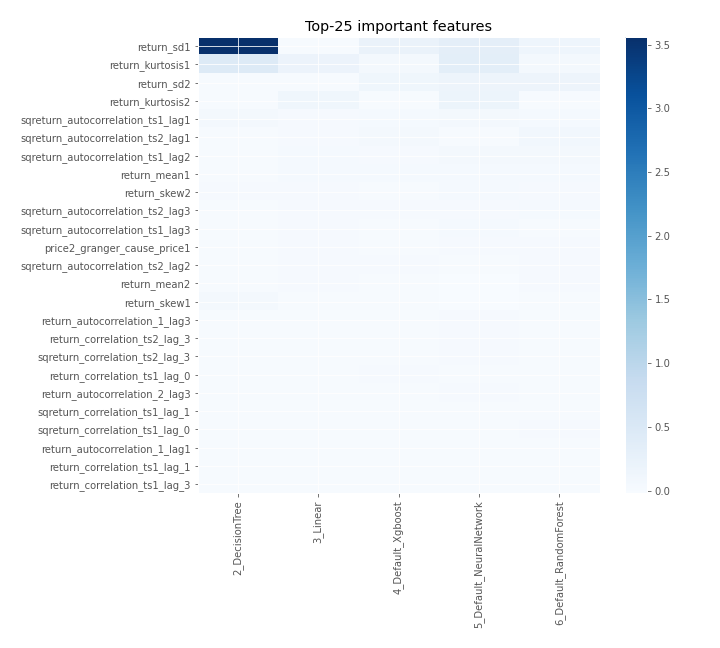 Top-25 important features
return_sd1
return_kurtosis1
return_sd2
return_kurtosis2
sqreturn_autocorrelation_ts1_lag1
sqreturn_autocorrelation_ts2_lag1
sqreturn_autocorrelation_ts1_lag2
return_mean1
return_skew2
sqreturn_autocorrelation_ts2_lag3
sqreturn_autocorrelation_ts1_lag3
price2_granger_cause_price1
sqreturn_autocorrelation_ts2_lag2
return_mean2
return_skew1
return_autocorrelation_1_lag3
return_correlation_ts2_lag_3
sqreturn_correlation_ts2_lag_3
return_correlation_ts1_lag_0
return_autocorrelation_2_lag3
sqreturn_correlation_ts1_lag_1
sqreturn_correlation_ts1_lag_0
return_autocorrelation_1_lag1
return_correlation_ts1_lag_1
return_correlation_ts1_lag_3
2_DecisionTree
3_Linear
4_Default_Xgboost
5_Default_NeuralNetwork
6_Default_RandomForest
3.5
3.0
2.5
2.0
1.5
1.0
0.5
0.0